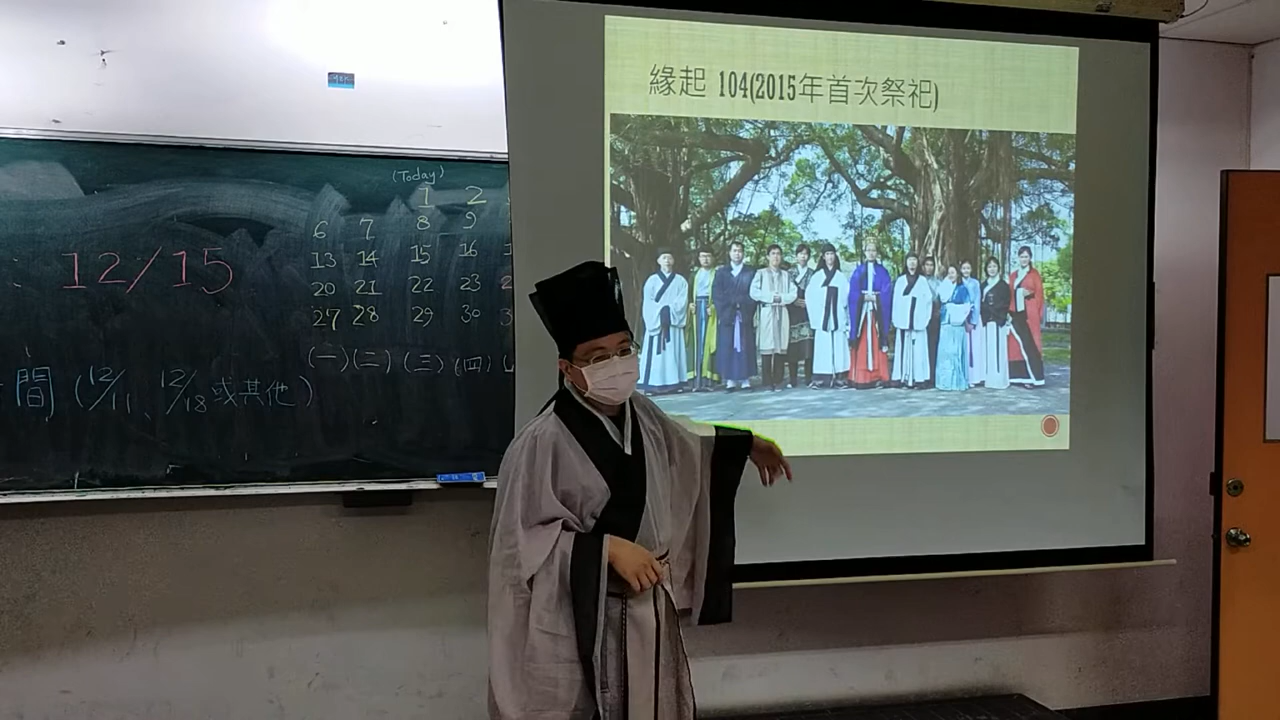 緣起 104(2015年首次祭祀)
(Today)
1 2
6 7 8 9
12/15
13 14 15 16
20 21 22 23
27 28 29 30
(一)(二)(三)(四)
間(12/11、12/18或其他)